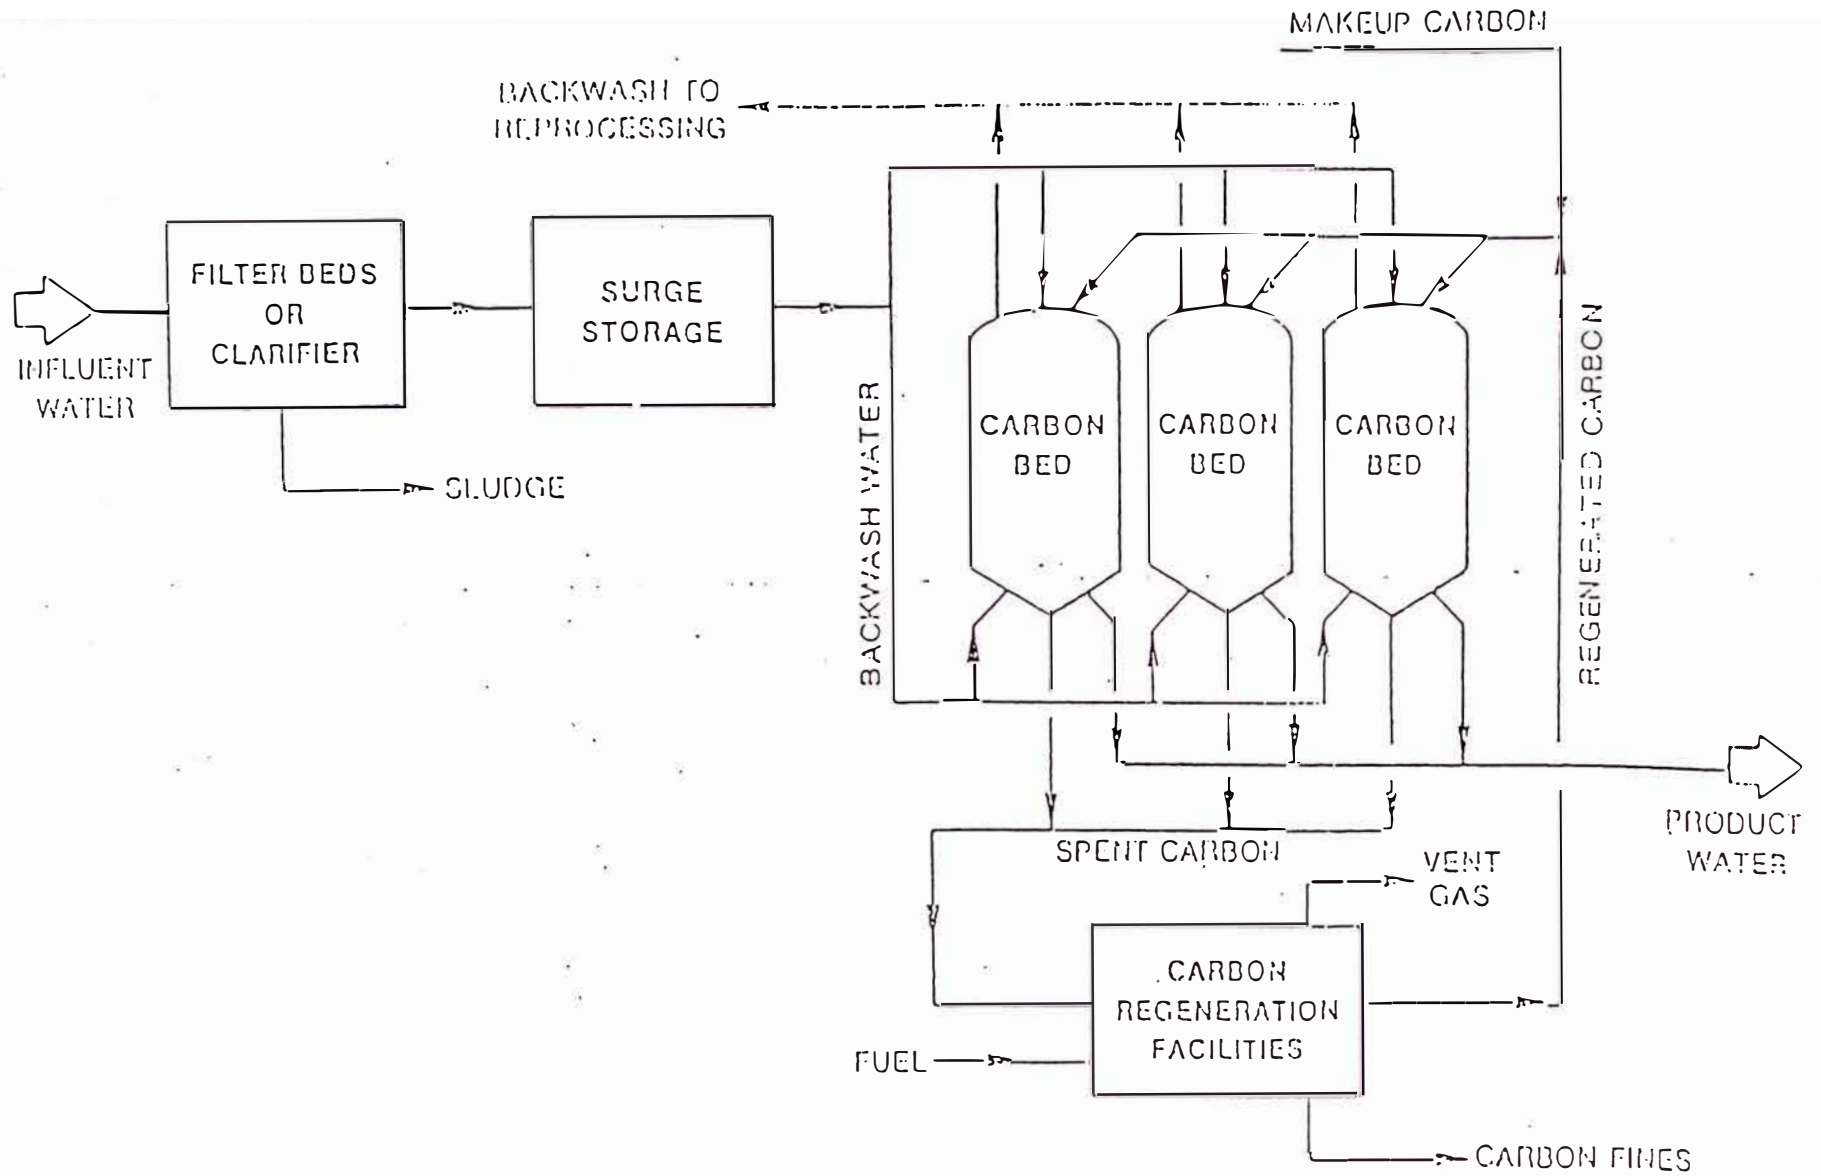 MAKEUP CARBON
BACKWASH TO
REPROCESSING
FILTER BEDS
OR
CLARIFIER
SURGE
STORAGE
INFLUENT
WATER
SLUDGE
BACKWASH WATER
CARBON
BED
CARBON
BED
CARBON
BED
REGENERATED CARBON
PRODUCT
WATER
SPENT CARBON
VENT
GAS
CARBON
REGENERATION
FACILITIES
FUEL
CARBON FINES